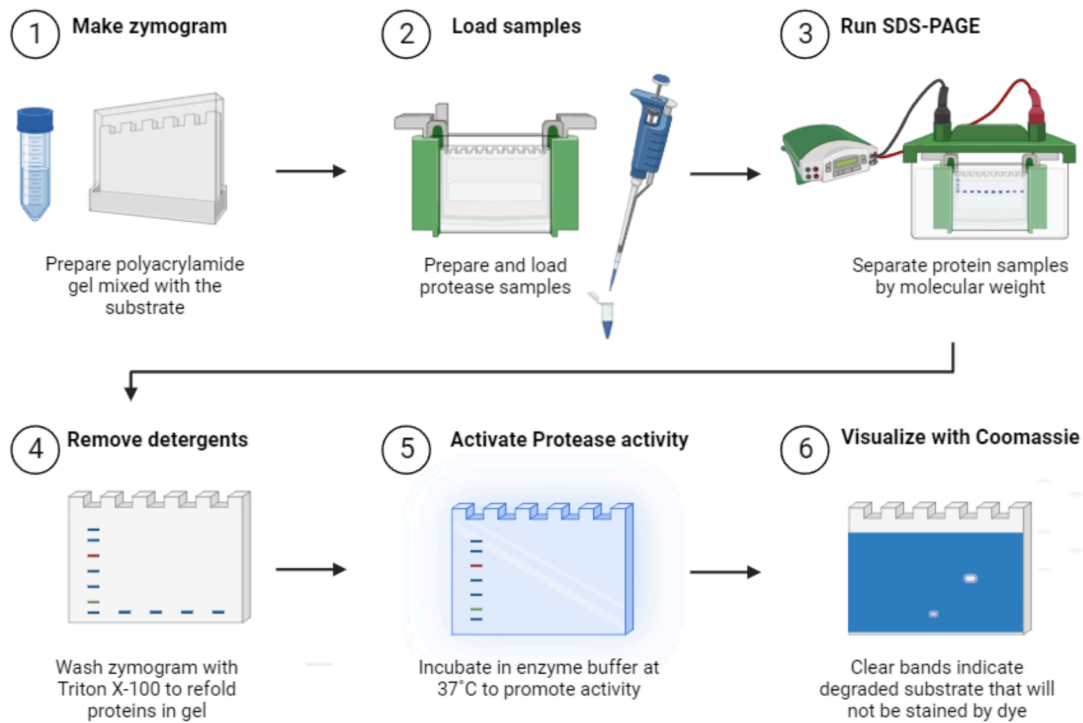 1 Make zymogram
2 Load samples
3 Run SDS-PAGE
Prepare polyacrylamide
gel mixed with the
substrate
Prepare and load
protease samples
Separate protein samples
by molecular weight
4 Remove detergents
5 Activate Protease activity
6 Visualize with Coomassie
Wash zymogram with
Triton X-100 to refold
proteins in gel
Incubate in enzyme buffer at
37˚C to promote activity
Clear bands indicate
degraded substrate that will
not be stained by dye